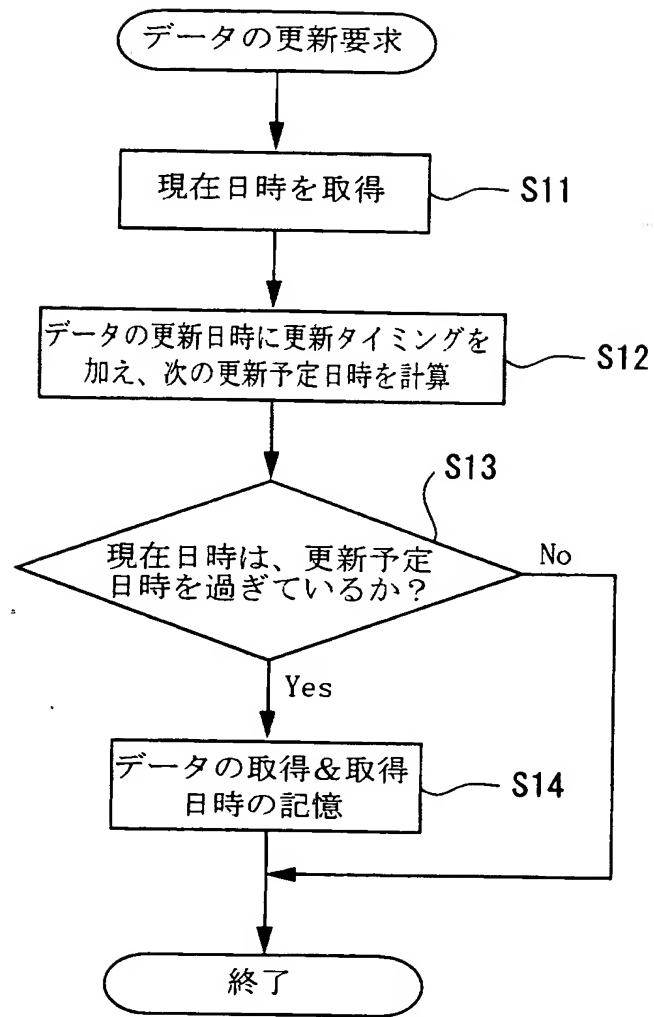 データの更新要求
現在日時を取得
S11
データの更新日時に更新タイミングを
加え、次の更新予定日時を計算
S12
S13
現在日時は、更新予定
日時を過ぎているか？
No
Yes
データの取得＆取得
日時の記憶
S14
終了